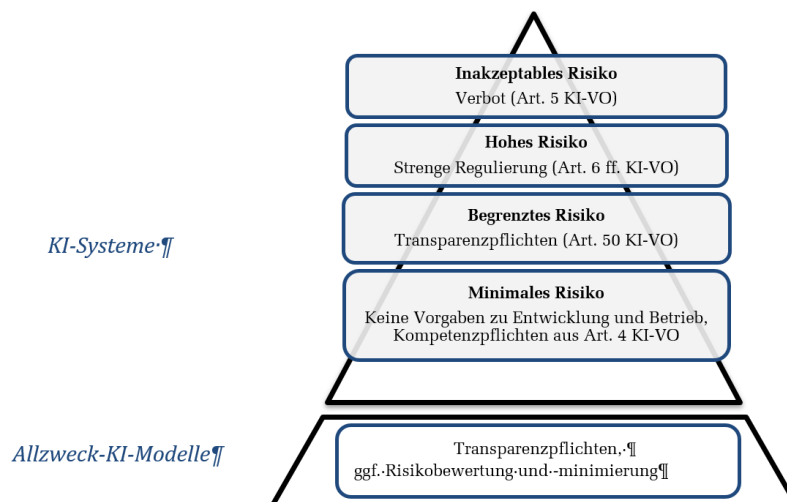 Inakzeptables Risiko
Verbot (Art. 5 KI-VO)
Hohes Risiko
Strenge Regulierung (Art. 6 ff. KI-VO)
KI-Systeme·¶
Begrenztes Risiko
Transparenzpflichten (Art. 50 KI-VO)
Minimales Risiko
Keine Vorgaben zu Entwicklung und Betrieb,
Kompetenzpflichten aus Art. 4 KI-VO
Allzweck-KI-Modelle¶
Transparenzpflichten,·¶
ggf.·Risikobewertung·und·-minimierung¶